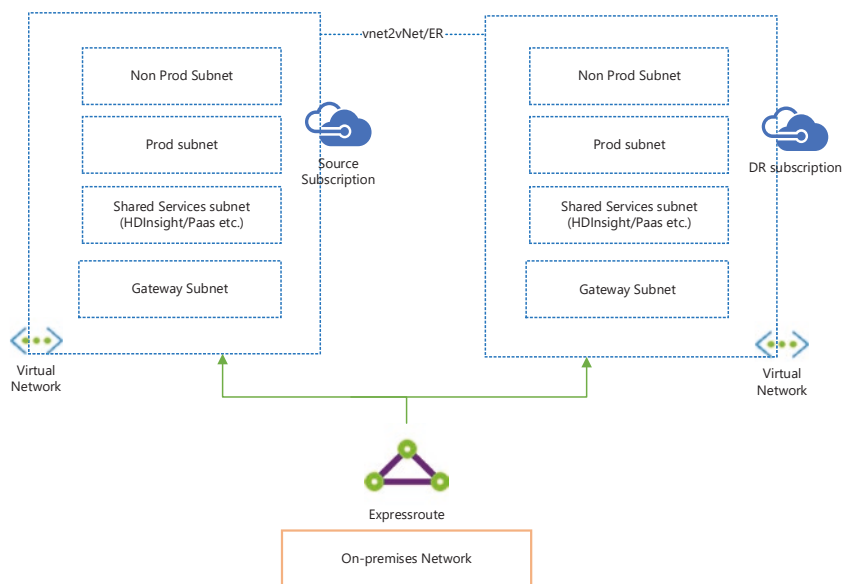 vnet2vNet/ER
Non Prod Subnet
Prod subnet
Shared Services subnet
(HDInsight/Paas etc.)
Gateway Subnet
Source
Subscription
Virtual
Network
Non Prod Subnet
Prod subnet
Shared Services subnet
(HDInsight/Paas etc.)
Gateway Subnet
DR subscription
Virtual
Network
Expressroute
On-premises Network